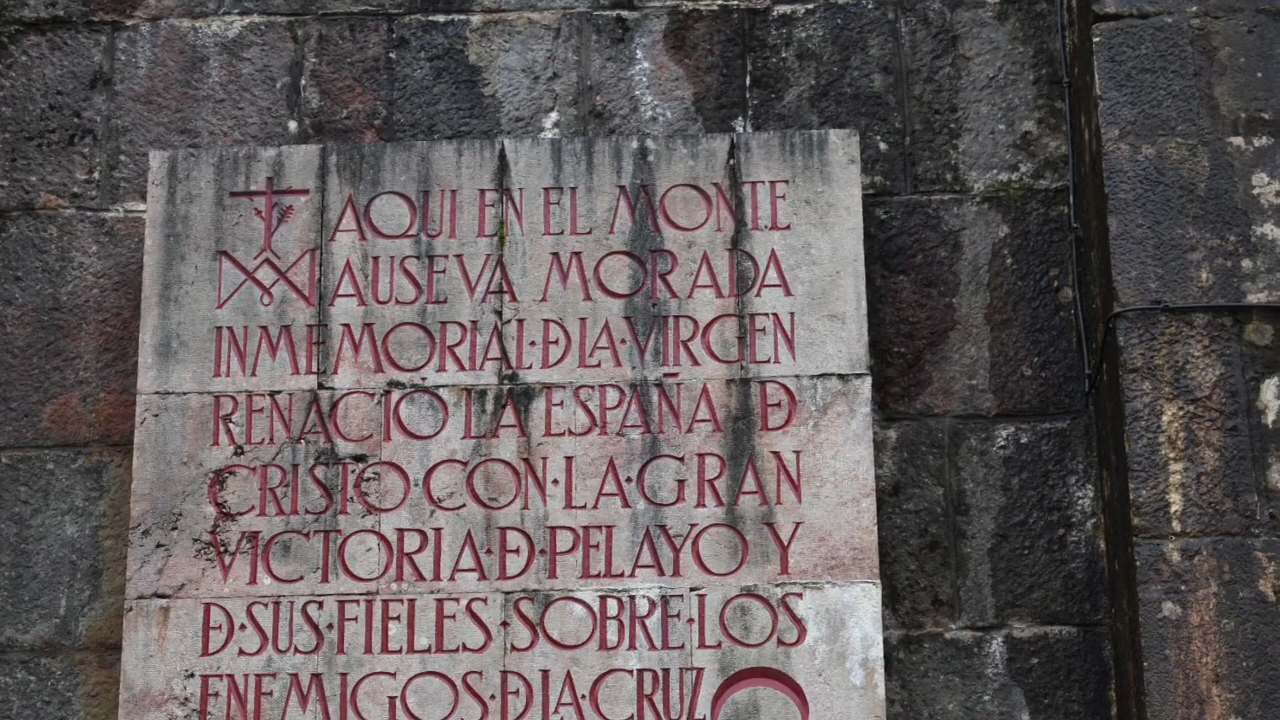 AQUI EN EL MONTE
AUSEVA MORADA
INMEMORIAL·Đ·LA·VIRGEN
RENACIO LA ESPAÑA Đ
CRISTO CON·LA·GRAN
VICTORIA·Đ·PELAYO Y
Đ·SUS·FIELES·SOBRE·LOS
ENEMIGOS·Đ·LA·CRUZ